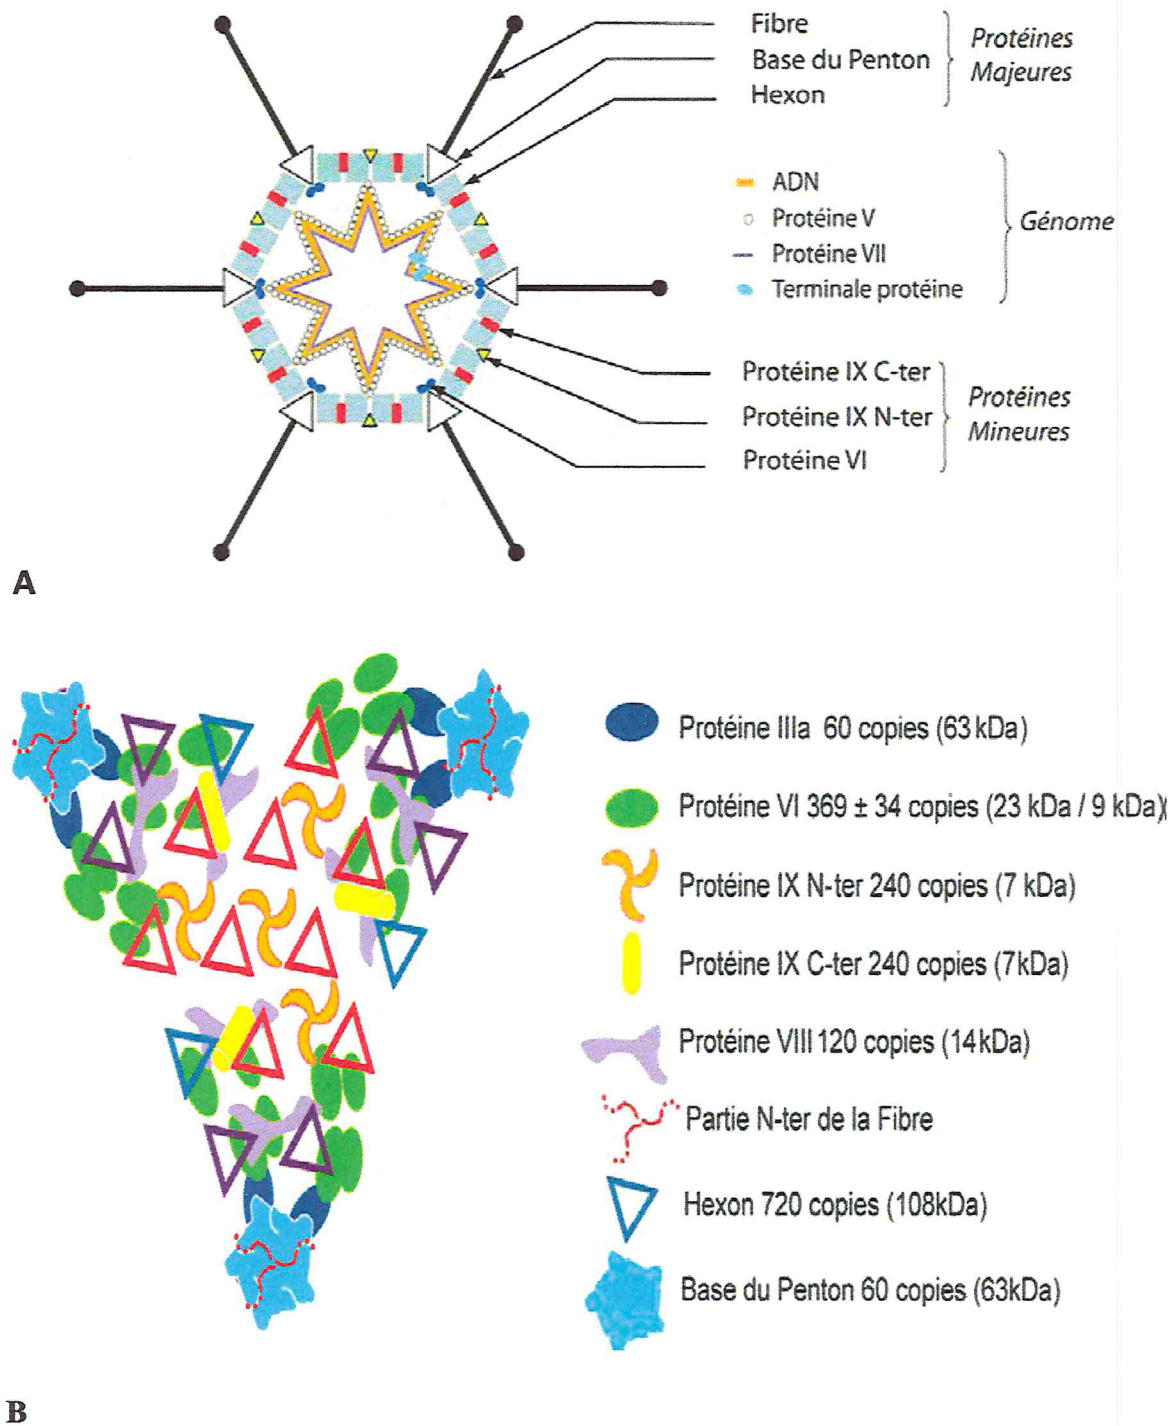 Fibre
Base du Penton
Hexon
Protéines
Majeures
ADN
Protéine V
Protéine VII
Terminale protéine
Génome
Protéine IX C-ter
Protéine IX N-ter
Protéine VI
Protéines
Mineures
A
Protéine IIIa 60 copies (63 kDa)
Protéine VI 369 ± 34 copies (23 kDa / 9 kDa)
Protéine IX N-ter 240 copies (7 kDa)
Protéine IX C-ter 240 copies (7kDa)
Protéine VIII 120 copies (14kDa)
Partie N-ter de la Fibre
Hexon 720 copies (108kDa)
Base du Penton 60 copies (63kDa)
B